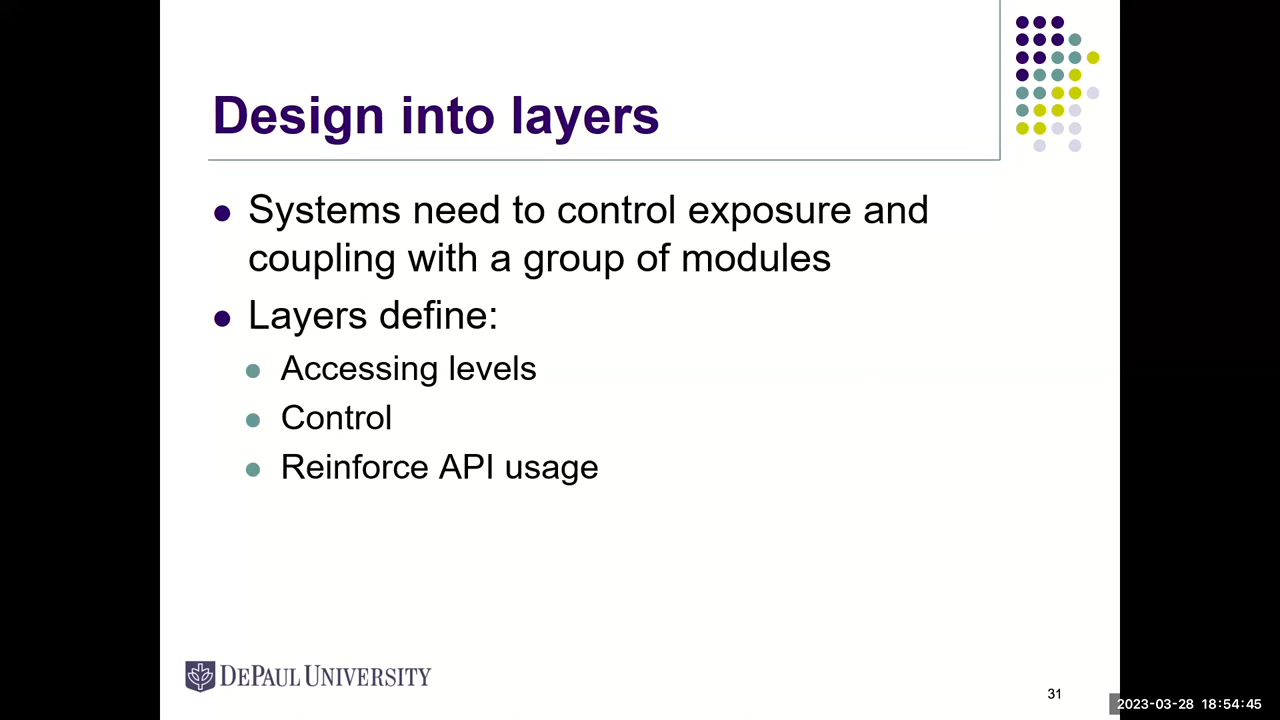 Design into layers
Systems need to control exposure and
coupling with a group of modules
Layers define:
Accessing levels
Control
Reinforce API usage
DEPAUL UNIVERSITY
31
2023-03-28 18:54:45